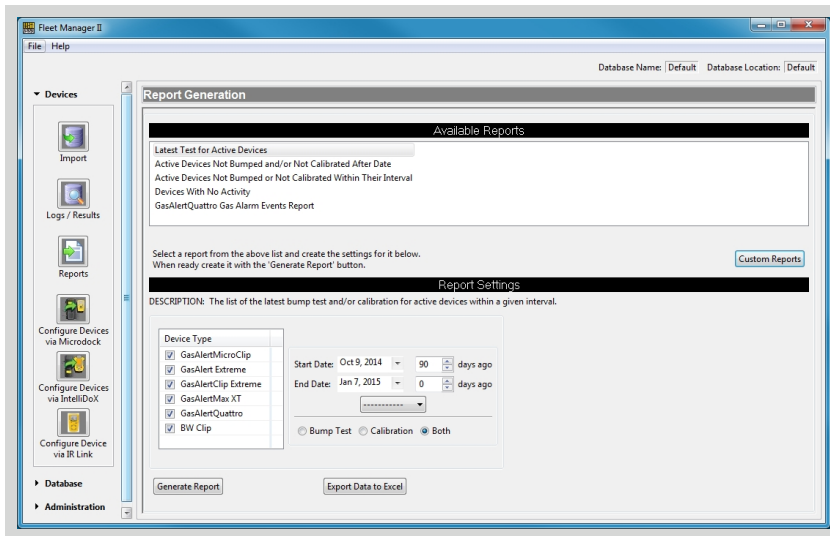 Fleet Manager II
File Help
Database Name: Default Database Location: Default
Devices
Import
Logs / Results
Reports
Configure Devices
via Microdock
Configure Devices
via IntelliDoX
Configure Device
via IR Link
Database
Administration
Report Generation
Available Reports
Latest Test for Active Devices
Active Devices Not Bumped and/or Not Calibrated After Date
Active Devices Not Bumped or Not Calibrated Within Their Interval
Devices With No Activity
GasAlertQuattro Gas Alarm Events Report
Select a report from the above list and create the settings for it below.
When ready create it with the 'Generate Report' button.
Custom Reports
Report Settings
DESCRIPTION: The list of the latest bump test and/or calibration for active devices within a given interval.
Device Type
GasAlertMicroClip
GasAlert Extreme
GasAlertClip Extreme
GasAlertMax XT
GasAlertQuattro
BW Clip
Start Date: Oct 9, 2014 90 days ago
End Date: Jan 7, 2015 0 days ago
-----------
Bump Test Calibration Both
Generate Report Export Data to Excel